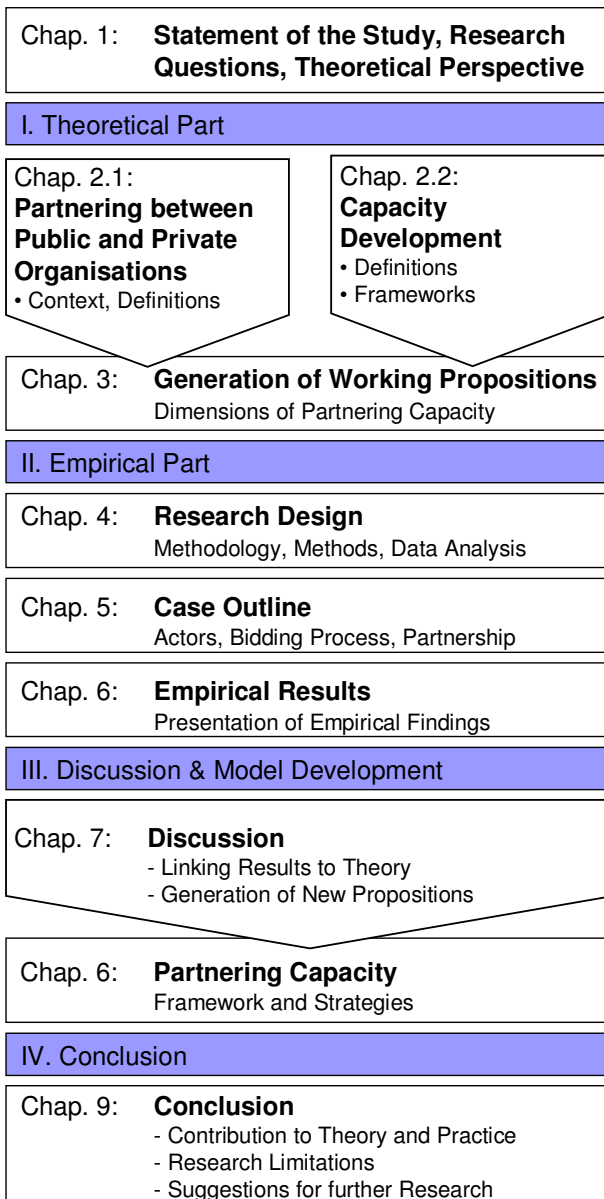 Chap. 1: Statement of the Study, Research
Questions, Theoretical Perspective
I. Theoretical Part
Chap. 2.1:
Partnering between
Public and Private
Organisations
• Context, Definitions
Chap. 2.2:
Capacity
Development
• Definitions
• Frameworks
Chap. 3: Generation of Working Propositions
Dimensions of Partnering Capacity
II. Empirical Part
Chap. 4: Research Design
Methodology, Methods, Data Analysis
Chap. 5: Case Outline
Actors, Bidding Process, Partnership
Chap. 6: Empirical Results
Presentation of Empirical Findings
III. Discussion & Model Development
Chap. 7: Discussion
- Linking Results to Theory
- Generation of New Propositions
Chap. 6: Partnering Capacity
Framework and Strategies
IV. Conclusion
Chap. 9: Conclusion
- Contribution to Theory and Practice
- Research Limitations
- Suggestions for further Research